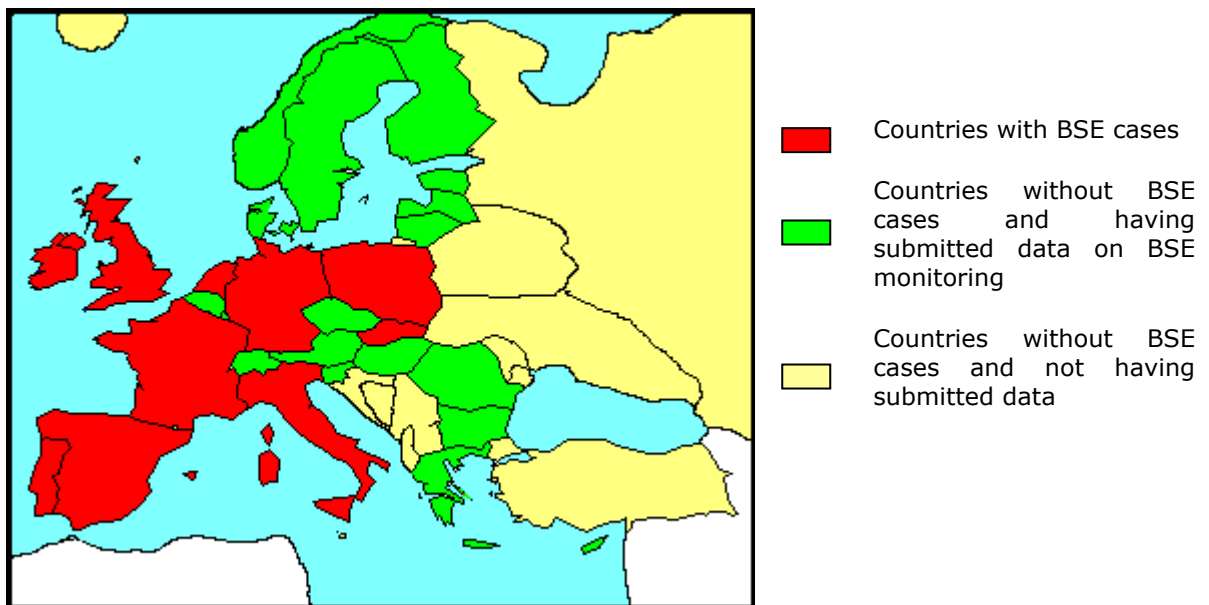 Countries with BSE cases
Countries without BSE
cases and having
submitted data on BSE
monitoring
Countries without BSE
cases and not having
submitted data